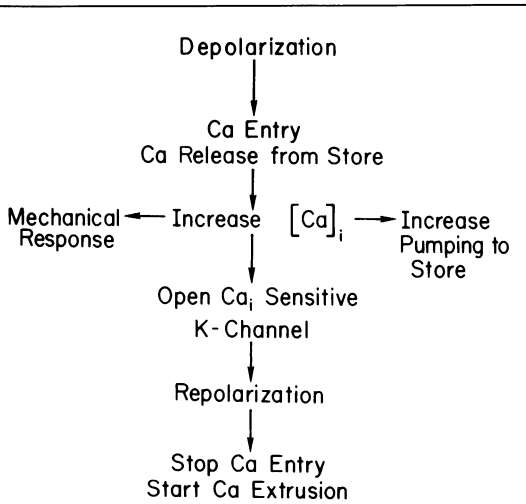 Depolarization
Ca Entry
Ca Release from Store
Mechanical Response
Increase [Ca]i
Increase Pumping to Store
Open Cai Sensitive
K-Channel
Repolarization
Stop Ca Entry
Start Ca Extrusion